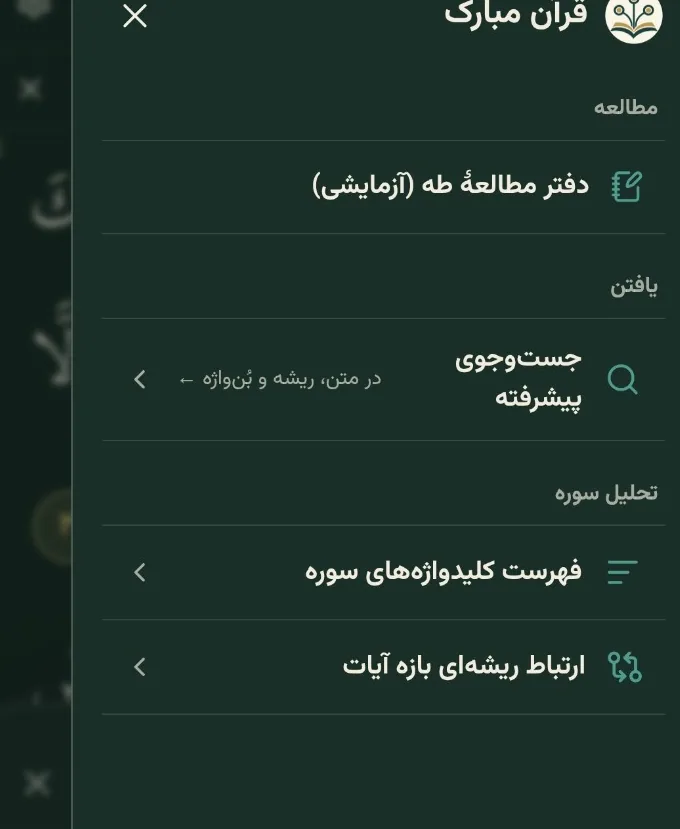 قرآن مبارک
مطالعه
دفتر مطالعهٔ طه (آزمایشی)
یافتن
جست‌وجوی
پیشرفته
در متن، ریشه و بُن‌واژه ←
تحلیل سوره
فهرست کلیدواژه‌های سوره
ارتباط ریشه‌ای بازه آیات